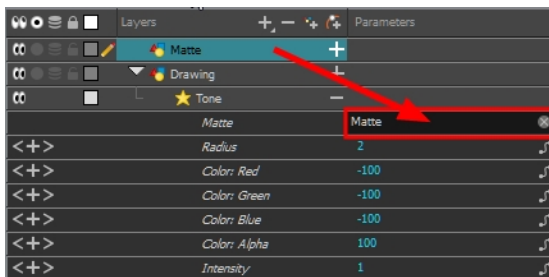 Layers Parameters
Matte
Drawing
Tone
Matte Matte
Radius 2
Color: Red -100
Color: Green -100
Color: Blue -100
Color: Alpha 100
Intensity 1